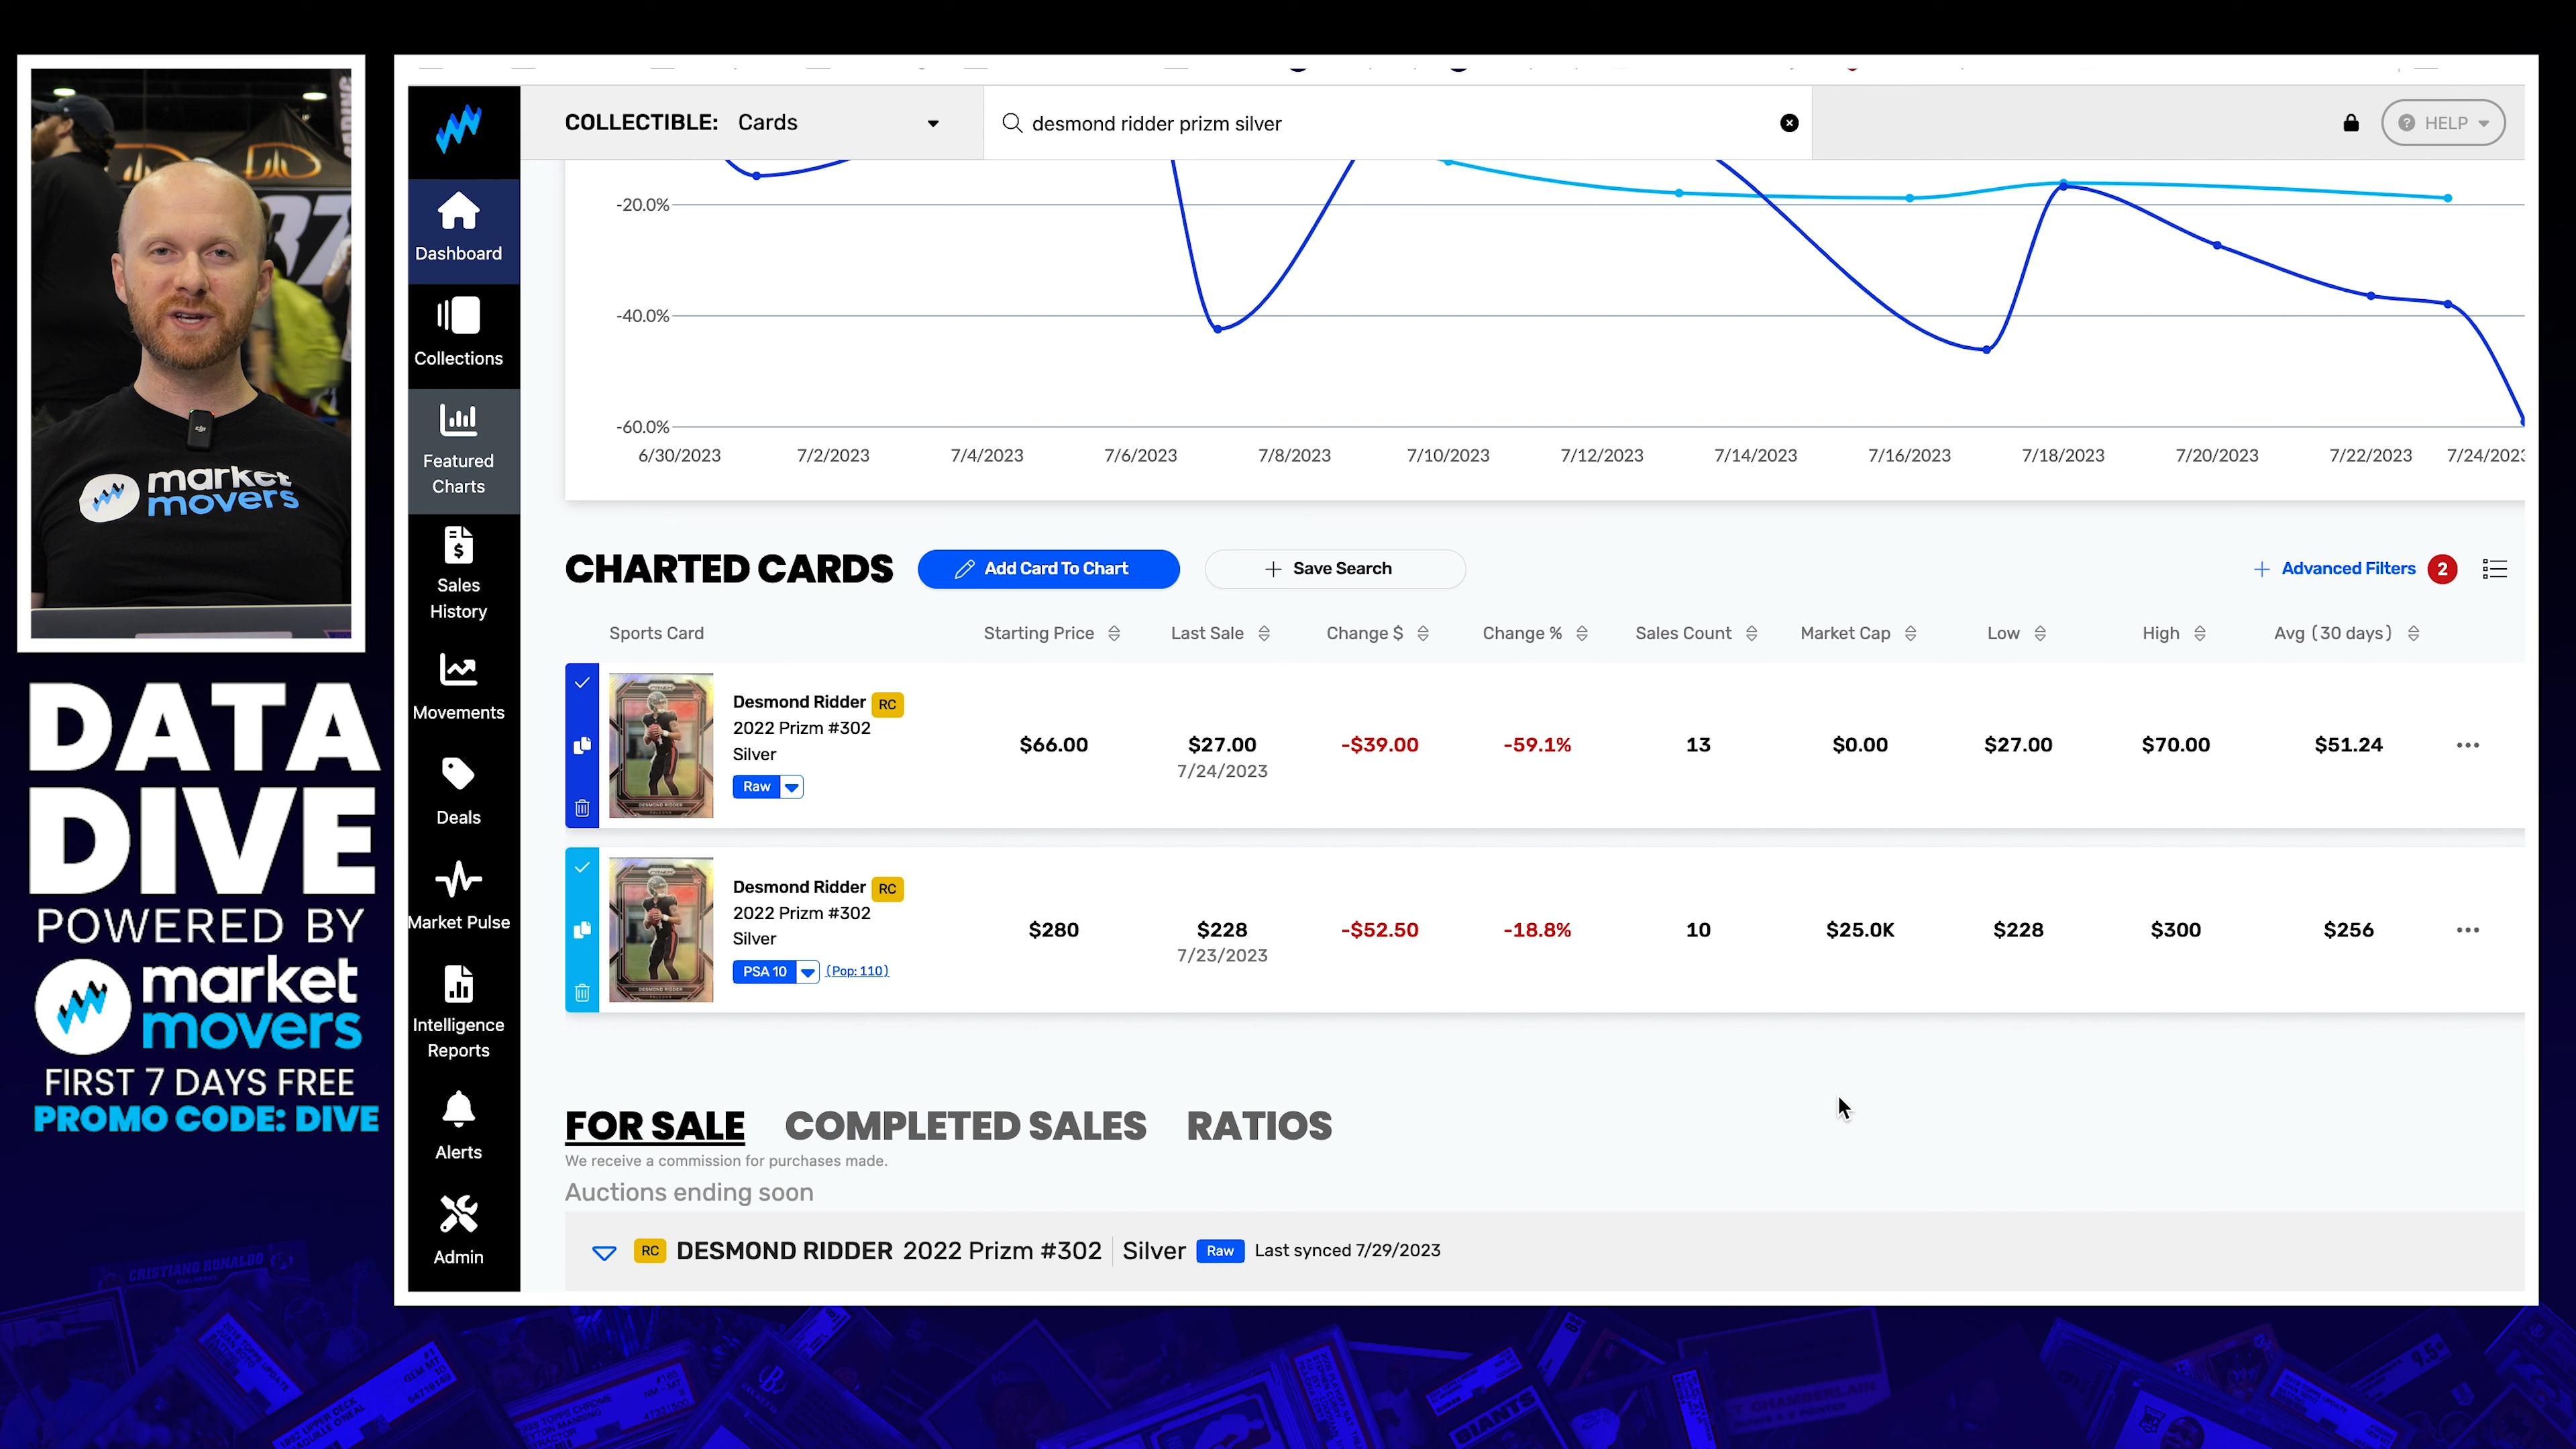 market
movers
DATA
DIVE
POWERED BY
market
movers
FIRST 7 DAYS FREE
PROMO CODE: DIVE
COLLECTIBLE: Cards
desmond ridder prizm silver
HELP
Dashboard
Collections
Featured
Charts
Sales
History
Movements
Deals
Market Pulse
Intelligence
Reports
Alerts
Admin
-20.0%
-40.0%
-60.0%
6/30/2023 7/2/2023 7/4/2023 7/6/2023 7/8/2023 7/10/2023 7/12/2023 7/14/2023 7/16/2023 7/18/2023 7/20/2023 7/22/2023 7/24/2023
CHARTED CARDS Add Card To Chart + Save Search + Advanced Filters 2
Sports Card Starting Price Last Sale Change $ Change % Sales Count Market Cap Low High Avg (30 days)
Desmond Ridder RC
2022 Prizm #302
Silver
Raw
$66.00 $27.00 -$39.00 -59.1% 13 $0.00 $27.00 $70.00 $51.24
7/24/2023
Desmond Ridder RC
2022 Prizm #302
Silver
PSA 10 (Pop: 110)
$280 $228 -$52.50 -18.8% 10 $25.0K $228 $300 $256
7/23/2023
FOR SALE COMPLETED SALES RATIOS
We receive a commission for purchases made.
Auctions ending soon
RC DESMOND RIDDER 2022 Prizm #302 Silver Raw Last synced 7/29/2023
CRISTIANO RONALDO
GIANTS